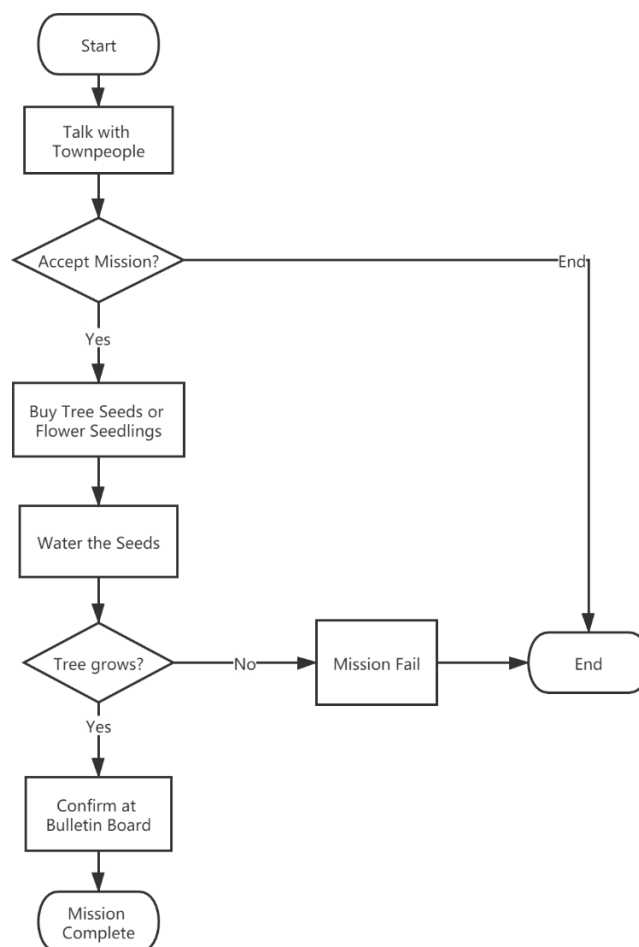 Start
Talk with
Townpeople
Accept Mission?
End
Yes
Buy Tree Seeds or
Flower Seedlings
Water the Seeds
Tree grows?
No
Mission Fail
End
Yes
Confirm at
Bulletin Board
Mission
Complete